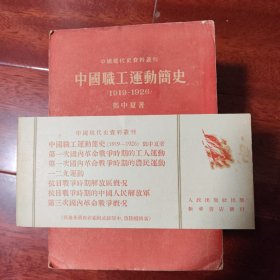 中國現代史資料叢刊
中國職工運動簡史
(1919-1926)
鄧中夏著
中國現代史資料叢刊
中國職工運動簡史(1919—1926) 鄧中夏著
第一次國內革命戰爭時期的工人運動
第一次國內革命戰爭時期的農民運動
一二九運動
抗日戰爭時期解放區概況
抗日戰爭時期的中國人民解放軍
第三次國內革命戰爭概況
人民出版社出版
新華書店發行